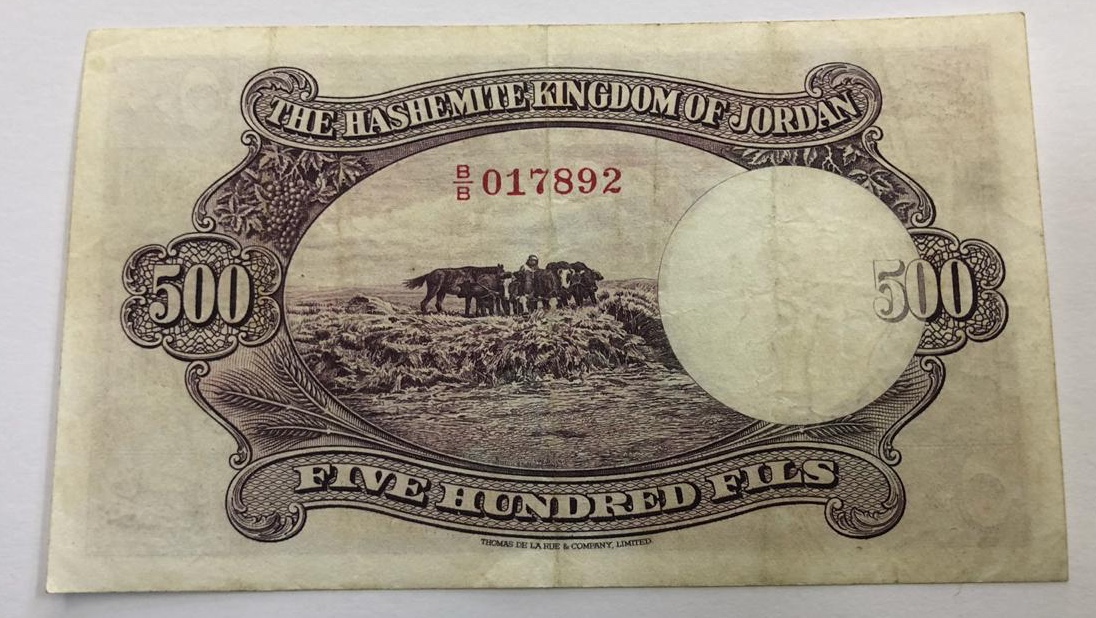 THE HASHEMITE KINGDOM OF JORDAN
B/B 017892
500 500
FIVE HUNDRED FILS
THOMAS DE LA RUE & COMPANY, LIMITED.